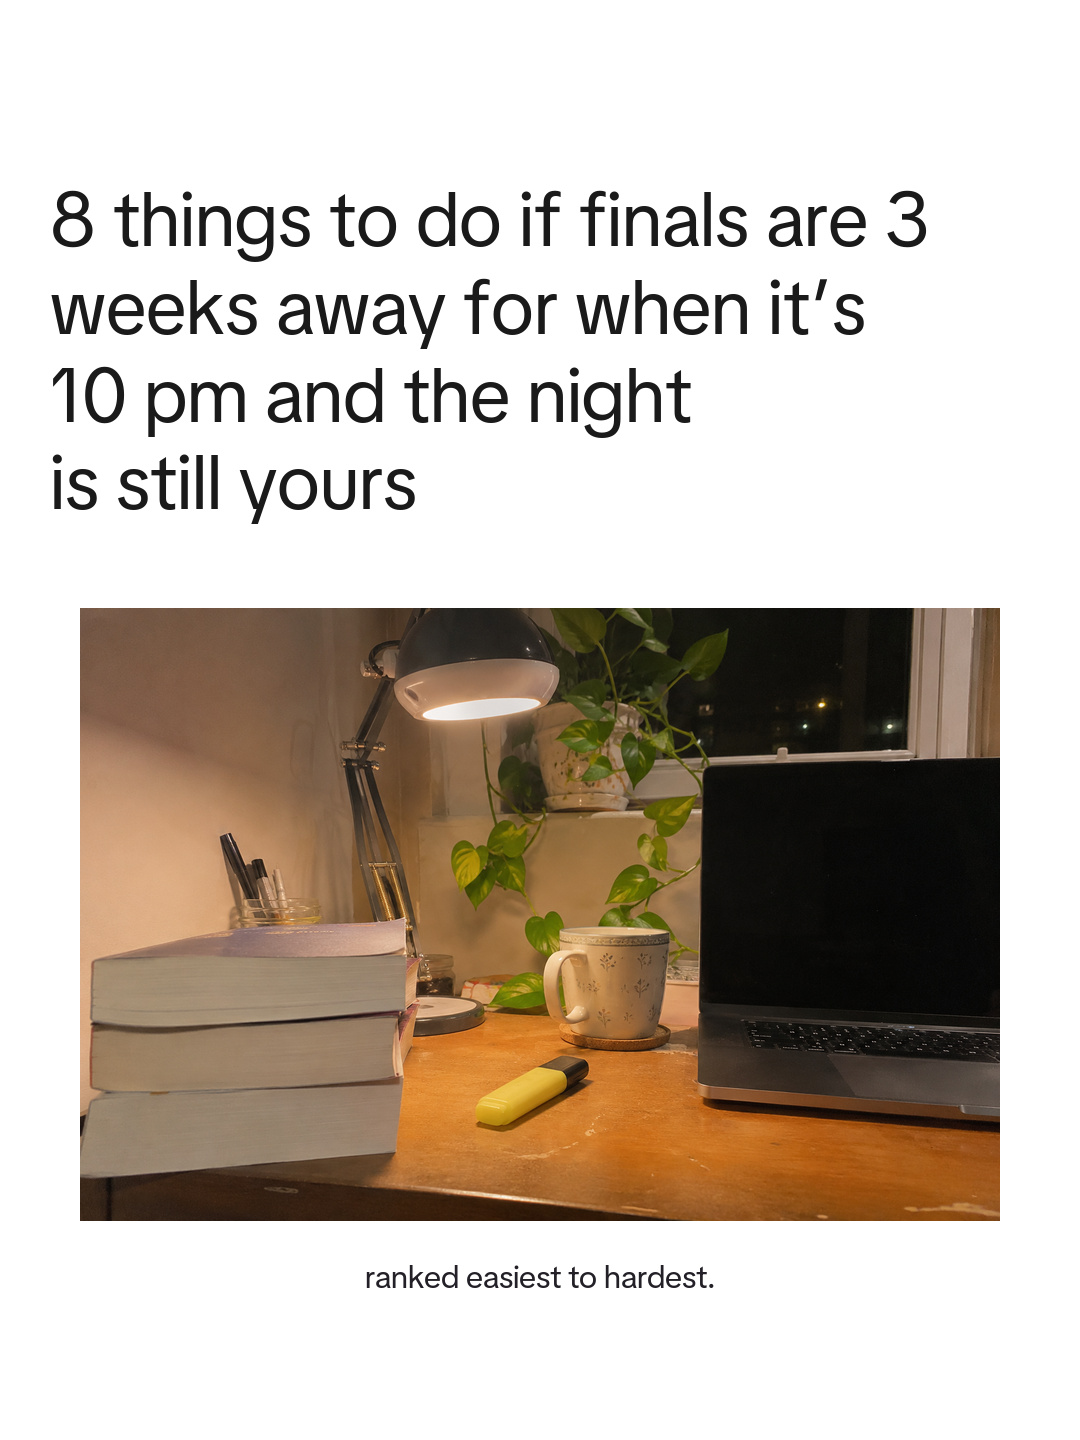 8 things to do if finals are 3
weeks away for when it’s
10 pm and the night
is still yours
ranked easiest to hardest.